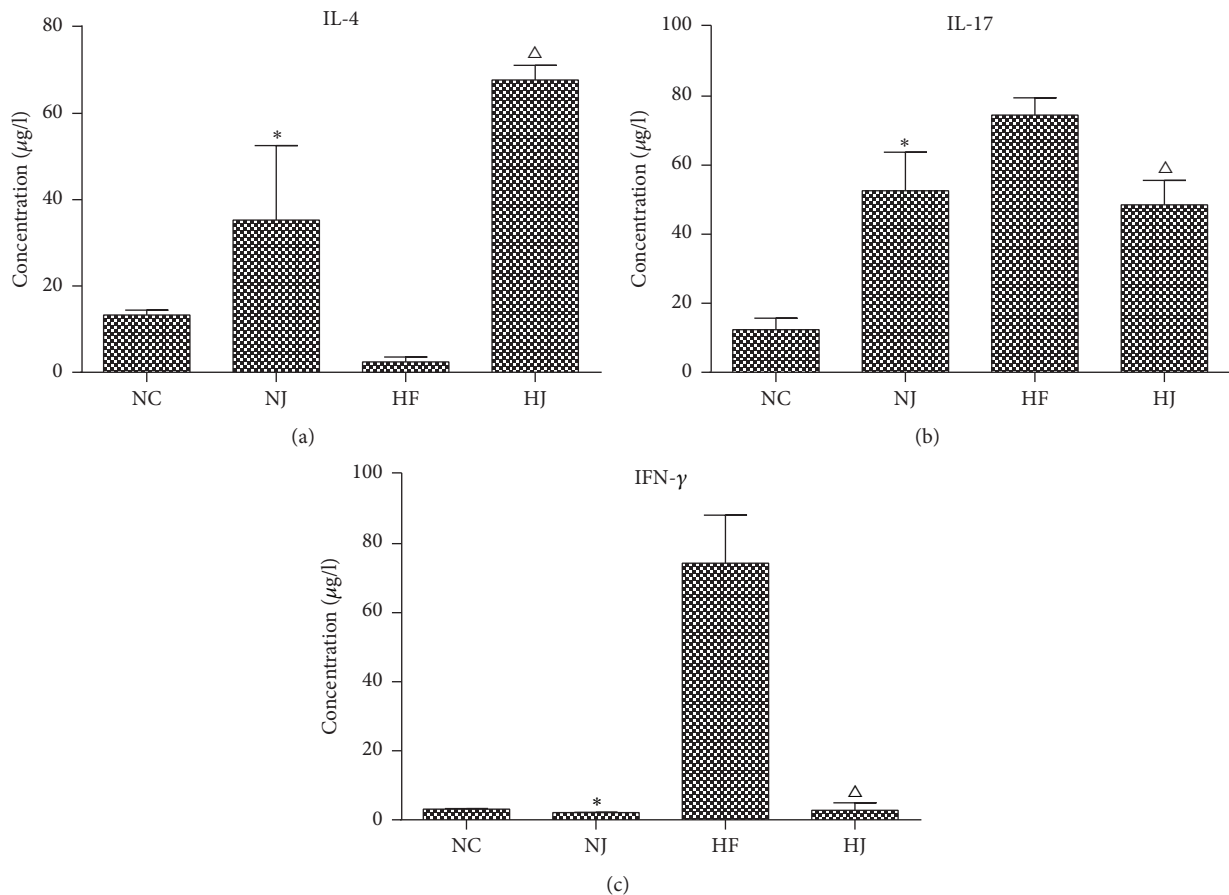 IL-4
80
60
40
20
0
Concentration (μg/l)
*
△
NC NJ HF HJ
(a)
IL-17
100
80
60
40
20
0
Concentration (μg/l)
*
△
NC NJ HF HJ
(b)
IFN-γ
100
80
60
40
20
0
Concentration (μg/l)
*
△
NC NJ HF HJ
(c)